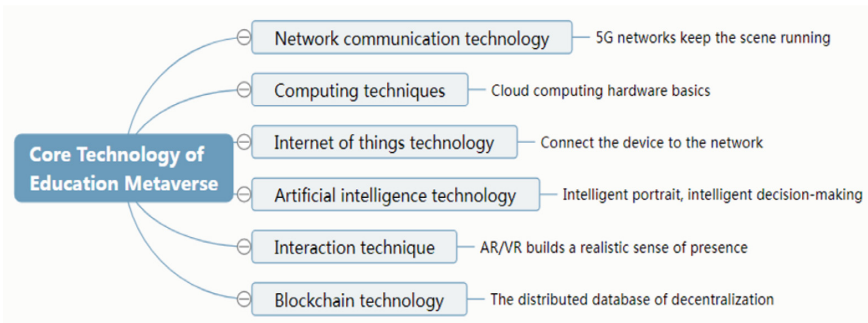 Core Technology of
Education Metaverse
Network communication technology
5G networks keep the scene running
Computing techniques
Cloud computing hardware basics
Internet of things technology
Connect the device to the network
Artificial intelligence technology
Intelligent portrait, intelligent decision-making
Interaction technique
AR/VR builds a realistic sense of presence
Blockchain technology
The distributed database of decentralization